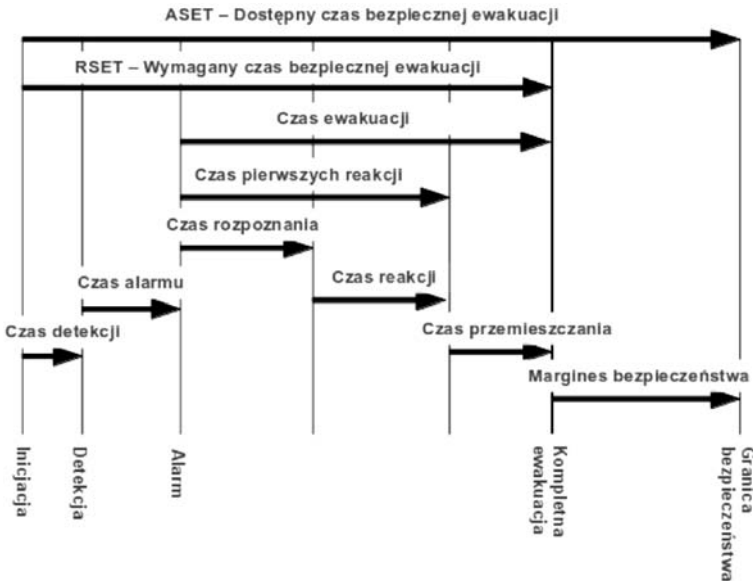 ASET – Dostępny czas bezpiecznej ewakuacji
RSET – Wymagany czas bezpiecznej ewakuacji
Czas ewakuacji
Czas pierwszych reakcji
Czas rozpoznania
Czas reakcji
Czas alarmu
Czas detekcji
Czas przemieszczania
Margines bezpieczeństwa
Inicjacja
Detekcja
Alarm
Kompletna
ewakuacja
Granica
bezpieczeństwa